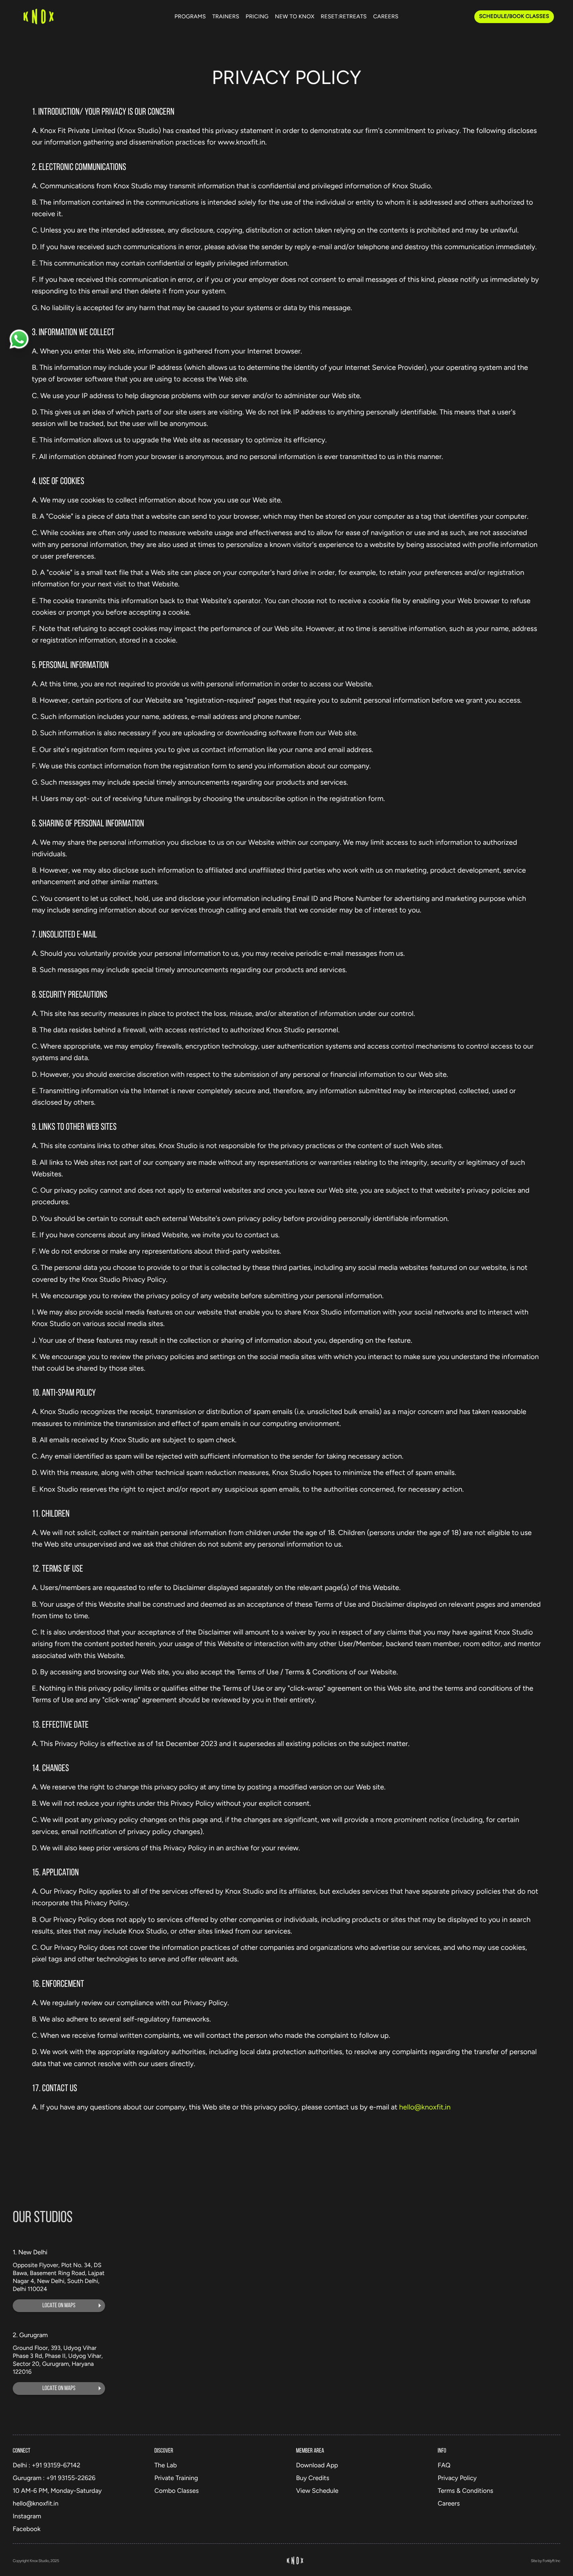 KNOX
PROGRAMS TRAINERS PRICING NEW TO KNOX RESET:RETREATS CAREERS
SCHEDULE/BOOK CLASSES
PRIVACY POLICY
1. INTRODUCTION/ YOUR PRIVACY IS OUR CONCERN
A. Knox Fit Private Limited (Knox Studio) has created this privacy statement in order to demonstrate our firm's commitment to privacy. The following discloses
our information gathering and dissemination practices for www.knoxfit.in.
2. ELECTRONIC COMMUNICATIONS
A. Communications from Knox Studio may transmit information that is confidential and privileged information of Knox Studio.
B. The information contained in the communications is intended solely for the use of the individual or entity to whom it is addressed and others authorized to
receive it.
C. Unless you are the intended addressee, any disclosure, copying, distribution or action taken relying on the contents is prohibited and may be unlawful.
D. If you have received such communications in error, please advise the sender by reply e-mail and/or telephone and destroy this communication immediately.
E. This communication may contain confidential or legally privileged information.
F. If you have received this communication in error, or if you or your employer does not consent to email messages of this kind, please notify us immediately by
responding to this email and then delete it from your system.
G. No liability is accepted for any harm that may be caused to your systems or data by this message.
3. INFORMATION WE COLLECT
A. When you enter this Web site, information is gathered from your Internet browser.
B. This information may include your IP address (which allows us to determine the identity of your Internet Service Provider), your operating system and the
type of browser software that you are using to access the Web site.
C. We use your IP address to help diagnose problems with our server and/or to administer our Web site.
D. This gives us an idea of which parts of our site users are visiting. We do not link IP address to anything personally identifiable. This means that a user's
session will be tracked, but the user will be anonymous.
E. This information allows us to upgrade the Web site as necessary to optimize its efficiency.
F. All information obtained from your browser is anonymous, and no personal information is ever transmitted to us in this manner.
4. USE OF COOKIES
A. We may use cookies to collect information about how you use our Web site.
B. A "Cookie" is a piece of data that a website can send to your browser, which may then be stored on your computer as a tag that identifies your computer.
C. While cookies are often only used to measure website usage and effectiveness and to allow for ease of navigation or use and as such, are not associated
with any personal information, they are also used at times to personalize a known visitor's experience to a website by being associated with profile information
or user preferences.
D. A "cookie" is a small text file that a Web site can place on your computer's hard drive in order, for example, to retain your preferences and/or registration
information for your next visit to that Website.
E. The cookie transmits this information back to that Website's operator. You can choose not to receive a cookie file by enabling your Web browser to refuse
cookies or prompt you before accepting a cookie.
F. Note that refusing to accept cookies may impact the performance of our Web site. However, at no time is sensitive information, such as your name, address
or registration information, stored in a cookie.
5. PERSONAL INFORMATION
A. At this time, you are not required to provide us with personal information in order to access our Website.
B. However, certain portions of our Website are "registration-required" pages that require you to submit personal information before we grant you access.
C. Such information includes your name, address, e-mail address and phone number.
D. Such information is also necessary if you are uploading or downloading software from our Web site.
E. Our site's registration form requires you to give us contact information like your name and email address.
F. We use this contact information from the registration form to send you information about our company.
G. Such messages may include special timely announcements regarding our products and services.
H. Users may opt- out of receiving future mailings by choosing the unsubscribe option in the registration form.
6. SHARING OF PERSONAL INFORMATION
A. We may share the personal information you disclose to us on our Website within our company. We may limit access to such information to authorized
individuals.
B. However, we may also disclose such information to affiliated and unaffiliated third parties who work with us on marketing, product development, service
enhancement and other similar matters.
C. You consent to let us collect, hold, use and disclose your information including Email ID and Phone Number for advertising and marketing purpose which
may include sending information about our services through calling and emails that we consider may be of interest to you.
7. UNSOLICITED E-MAIL
A. Should you voluntarily provide your personal information to us, you may receive periodic e-mail messages from us.
B. Such messages may include special timely announcements regarding our products and services.
8. SECURITY PRECAUTIONS
A. This site has security measures in place to protect the loss, misuse, and/or alteration of information under our control.
B. The data resides behind a firewall, with access restricted to authorized Knox Studio personnel.
C. Where appropriate, we may employ firewalls, encryption technology, user authentication systems and access control mechanisms to control access to our
systems and data.
D. However, you should exercise discretion with respect to the submission of any personal or financial information to our Web site.
E. Transmitting information via the Internet is never completely secure and, therefore, any information submitted may be intercepted, collected, used or
disclosed by others.
9. LINKS TO OTHER WEB SITES
A. This site contains links to other sites. Knox Studio is not responsible for the privacy practices or the content of such Web sites.
B. All links to Web sites not part of our company are made without any representations or warranties relating to the integrity, security or legitimacy of such
Websites.
C. Our privacy policy cannot and does not apply to external websites and once you leave our Web site, you are subject to that website's privacy policies and
procedures.
D. You should be certain to consult each external Website's own privacy policy before providing personally identifiable information.
E. If you have concerns about any linked Website, we invite you to contact us.
F. We do not endorse or make any representations about third-party websites.
G. The personal data you choose to provide to or that is collected by these third parties, including any social media websites featured on our website, is not
covered by the Knox Studio Privacy Policy.
H. We encourage you to review the privacy policy of any website before submitting your personal information.
I. We may also provide social media features on our website that enable you to share Knox Studio information with your social networks and to interact with
Knox Studio on various social media sites.
J. Your use of these features may result in the collection or sharing of information about you, depending on the feature.
K. We encourage you to review the privacy policies and settings on the social media sites with which you interact to make sure you understand the information
that could be shared by those sites.
10. ANTI-SPAM POLICY
A. Knox Studio recognizes the receipt, transmission or distribution of spam emails (i.e. unsolicited bulk emails) as a major concern and has taken reasonable
measures to minimize the transmission and effect of spam emails in our computing environment.
B. All emails received by Knox Studio are subject to spam check.
C. Any email identified as spam will be rejected with sufficient information to the sender for taking necessary action.
D. With this measure, along with other technical spam reduction measures, Knox Studio hopes to minimize the effect of spam emails.
E. Knox Studio reserves the right to reject and/or report any suspicious spam emails, to the authorities concerned, for necessary action.
11. CHILDREN
A. We will not solicit, collect or maintain personal information from children under the age of 18. Children (persons under the age of 18) are not eligible to use
the Web site unsupervised and we ask that children do not submit any personal information to us.
12. TERMS OF USE
A. Users/members are requested to refer to Disclaimer displayed separately on the relevant page(s) of this Website.
B. Your usage of this Website shall be construed and deemed as an acceptance of these Terms of Use and Disclaimer displayed on relevant pages and amended
from time to time.
C. It is also understood that your acceptance of the Disclaimer will amount to a waiver by you in respect of any claims that you may have against Knox Studio
arising from the content posted herein, your usage of this Website or interaction with any other User/Member, backend team member, room editor, and mentor
associated with this Website.
D. By accessing and browsing our Web site, you also accept the Terms of Use / Terms & Conditions of our Website.
E. Nothing in this privacy policy limits or qualifies either the Terms of Use or any "click-wrap" agreement on this Web site, and the terms and conditions of the
Terms of Use and any "click-wrap" agreement should be reviewed by you in their entirety.
13. EFFECTIVE DATE
A. This Privacy Policy is effective as of 1st December 2023 and it supersedes all existing policies on the subject matter.
14. CHANGES
A. We reserve the right to change this privacy policy at any time by posting a modified version on our Web site.
B. We will not reduce your rights under this Privacy Policy without your explicit consent.
C. We will post any privacy policy changes on this page and, if the changes are significant, we will provide a more prominent notice (including, for certain
services, email notification of privacy policy changes).
D. We will also keep prior versions of this Privacy Policy in an archive for your review.
15. APPLICATION
A. Our Privacy Policy applies to all of the services offered by Knox Studio and its affiliates, but excludes services that have separate privacy policies that do not
incorporate this Privacy Policy.
B. Our Privacy Policy does not apply to services offered by other companies or individuals, including products or sites that may be displayed to you in search
results, sites that may include Knox Studio, or other sites linked from our services.
C. Our Privacy Policy does not cover the information practices of other companies and organizations who advertise our services, and who may use cookies,
pixel tags and other technologies to serve and offer relevant ads.
16. ENFORCEMENT
A. We regularly review our compliance with our Privacy Policy.
B. We also adhere to several self-regulatory frameworks.
C. When we receive formal written complaints, we will contact the person who made the complaint to follow up.
D. We work with the appropriate regulatory authorities, including local data protection authorities, to resolve any complaints regarding the transfer of personal
data that we cannot resolve with our users directly.
17. CONTACT US
A. If you have any questions about our company, this Web site or this privacy policy, please contact us by e-mail at hello@knoxfit.in
OUR STUDIOS
1. New Delhi
Opposite Flyover, Plot No. 34, DS
Bawa, Basement Ring Road, Lajpat
Nagar 4, New Delhi, South Delhi,
Delhi 110024
LOCATE ON MAPS
2. Gurugram
Ground Floor, 393, Udyog Vihar
Phase 3 Rd, Phase II, Udyog Vihar,
Sector 20, Gurugram, Haryana
122016
LOCATE ON MAPS
CONNECT
Delhi : +91 93159-67142
Gurugram : +91 93155-22626
10 AM-6 PM, Monday-Saturday
hello@knoxfit.in
Instagram
Facebook
DISCOVER
The Lab
Private Training
Combo Classes
MEMBER AREA
Download App
Buy Credits
View Schedule
INFO
FAQ
Privacy Policy
Terms & Conditions
Careers
Copyright Knox Studio, 2025
KNOX